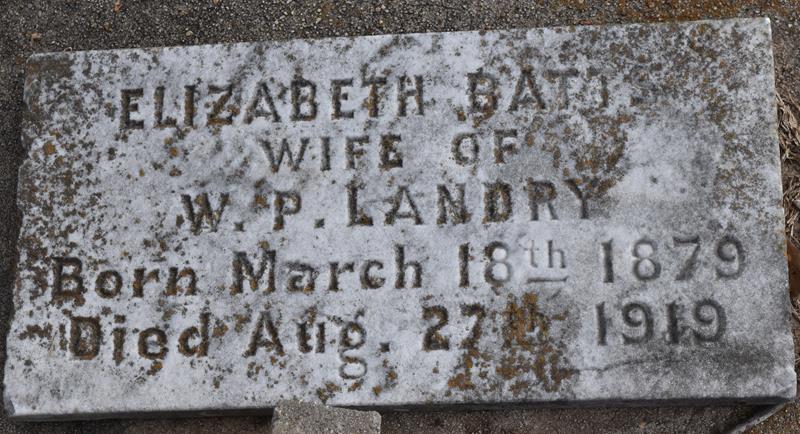 ELIZABETH
WIFE OF
W. P. LANDRY
Born March 18th 1879
Died Aug. 27th 1919